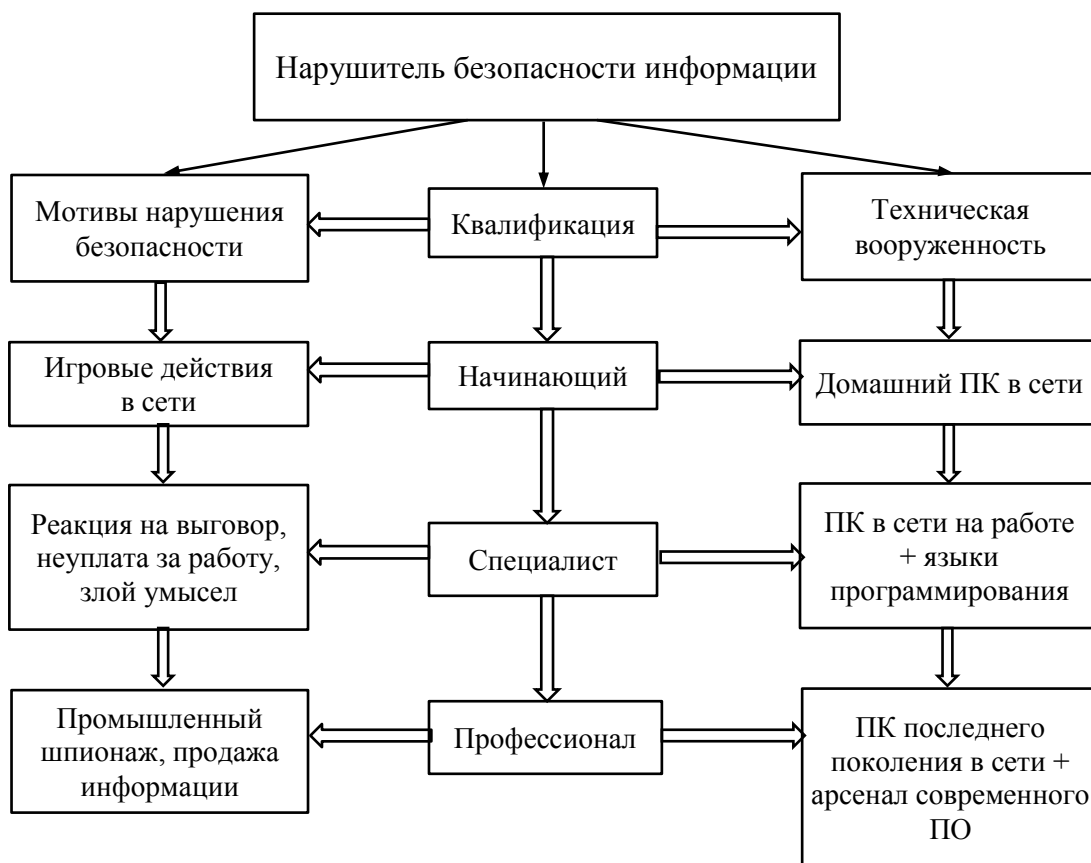 Нарушитель безопасности информации
Мотивы нарушения
безопасности
Квалификация
Техническая
вооруженность
Игровые действия
в сети
Начинающий
Домашний ПК в сети
Реакция на выговор,
неуплата за работу,
злой умысел
Специалист
ПК в сети на работе
+ языки
программирования
Промышленный
шпионаж, продажа
информации
Профессионал
ПК последнего
поколения в сети +
арсенал современного
ПО